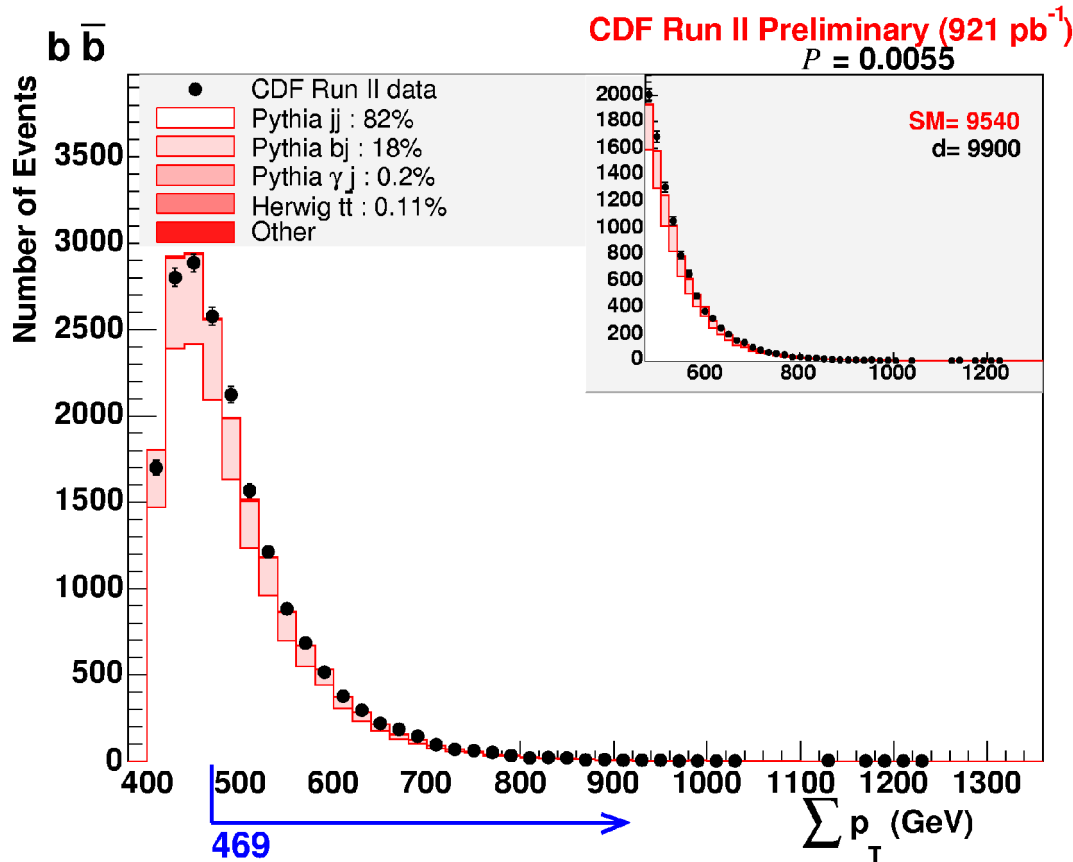 b b̅
CDF Run II Preliminary (921 pb⁻¹)
P = 0.0055
Number of Events
CDF Run II data
Pythia jj : 82%
Pythia bj : 18%
Pythia γ j : 0.2%
Herwig tt̅ : 0.11%
Other
SM= 9540
d= 9900
2000
1800
1600
1400
1200
1000
800
600
400
200
0
600 800 1000 1200
3500
3000
2500
2000
1500
1000
500
0
400 500 600 700 800 900 1000 1100 1200 1300
469
∑ p_T (GeV)